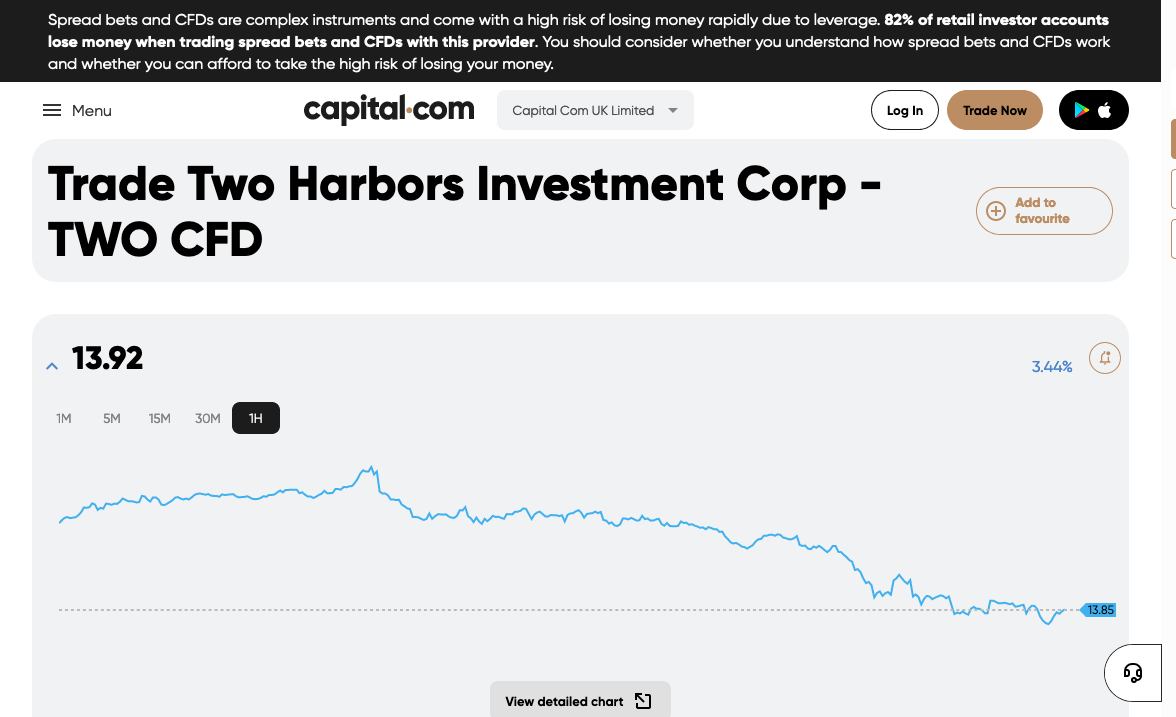 Spread bets and CFDs are complex instruments and come with a high risk of losing money rapidly due to leverage. 82% of retail investor accounts
lose money when trading spread bets and CFDs with this provider. You should consider whether you understand how spread bets and CFDs work
and whether you can afford to take the high risk of losing your money.
Menu
capital.com
Capital Com UK Limited
Log In
Trade Now
Trade Two Harbors Investment Corp -
TWO CFD
Add to
favourite
13.92
3.44%
1M 5M 15M 30M 1H
13.85
View detailed chart